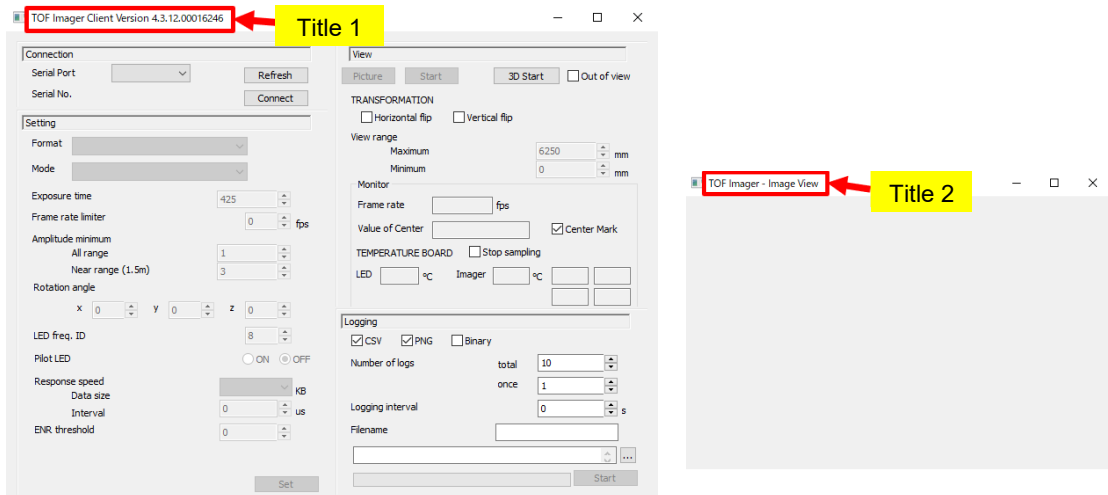 TOF Imager Client Version 4.3.12.00016246
Title 1
Connection
Serial Port
Refresh
Serial No.
Connect
Setting
Format
Mode
Exposure time 425
Frame rate limiter 0 fps
Amplitude minimum
All range 1
Near range (1.5m) 3
Rotation angle
x 0 y 0 z 0
LED freq. ID 8
Pilot LED ON OFF
Response speed
Data size KB
Interval 0 us
ENR threshold 0
Set
View
Picture Start 3D Start Out of view
TRANSFORMATION
Horizontal flip Vertical flip
View range
Maximum 6250 mm
Minimum 0 mm
Monitor
Frame rate fps
Value of Center Center Mark
TEMPERATURE BOARD Stop sampling
LED °C Imager °C
Logging
CSV PNG Binary
Number of logs total 10
once 1
Logging interval 0 s
Filename
...
Start
TOF Imager - Image View
Title 2